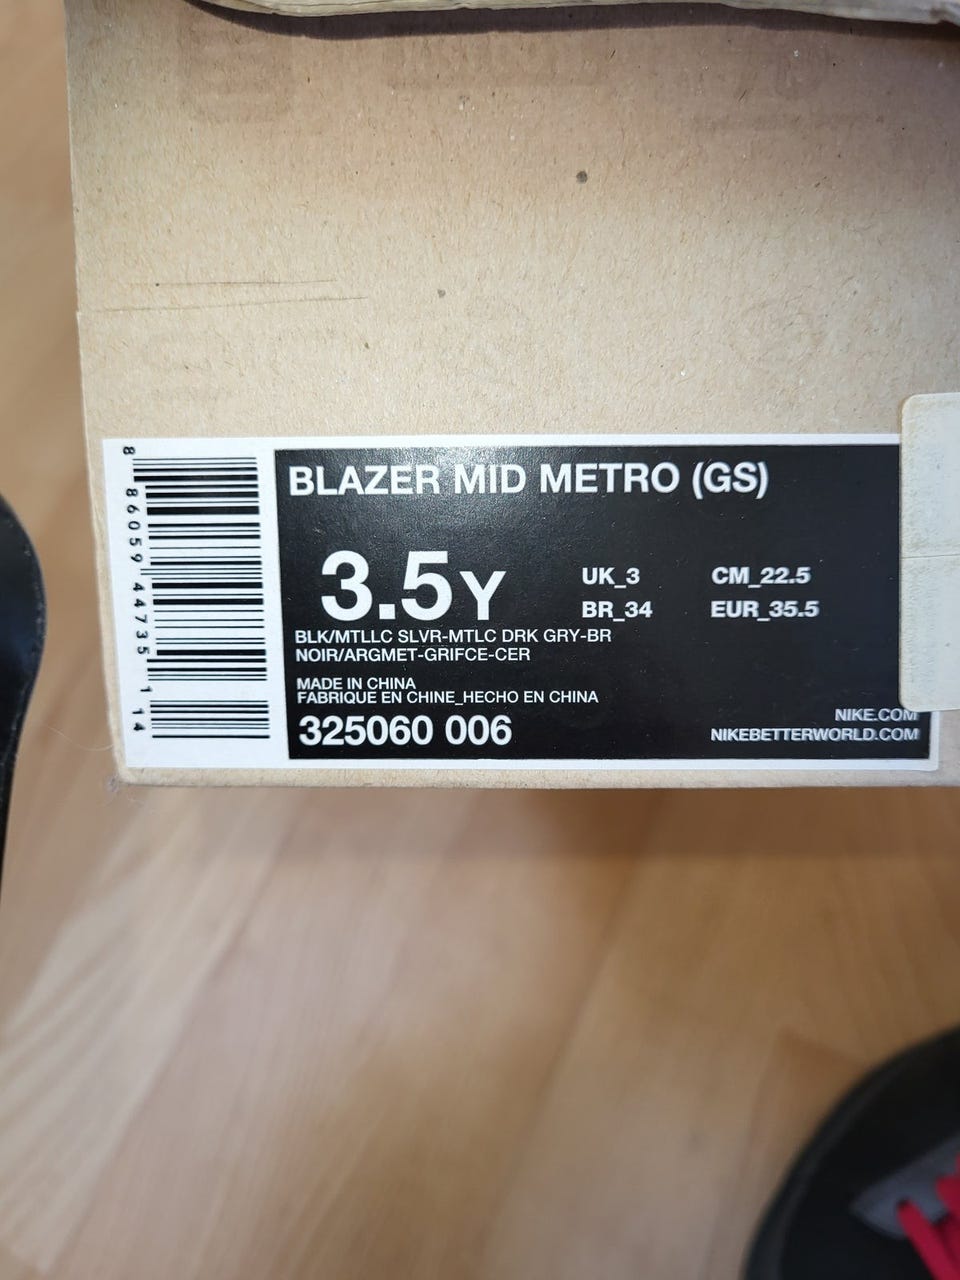 8 86059 44735 1 14
BLAZER MID METRO (GS)
3.5Y
UK_3 CM_22.5
BR_34 EUR_35.5
BLK/MTLLC SLVR-MTLC DRK GRY-BR
NOIR/ARGMET-GRIFCE-CER
MADE IN CHINA
FABRIQUE EN CHINE_HECHO EN CHINA
325060 006
NIKE.COM
NIKEBETTERWORLD.COM